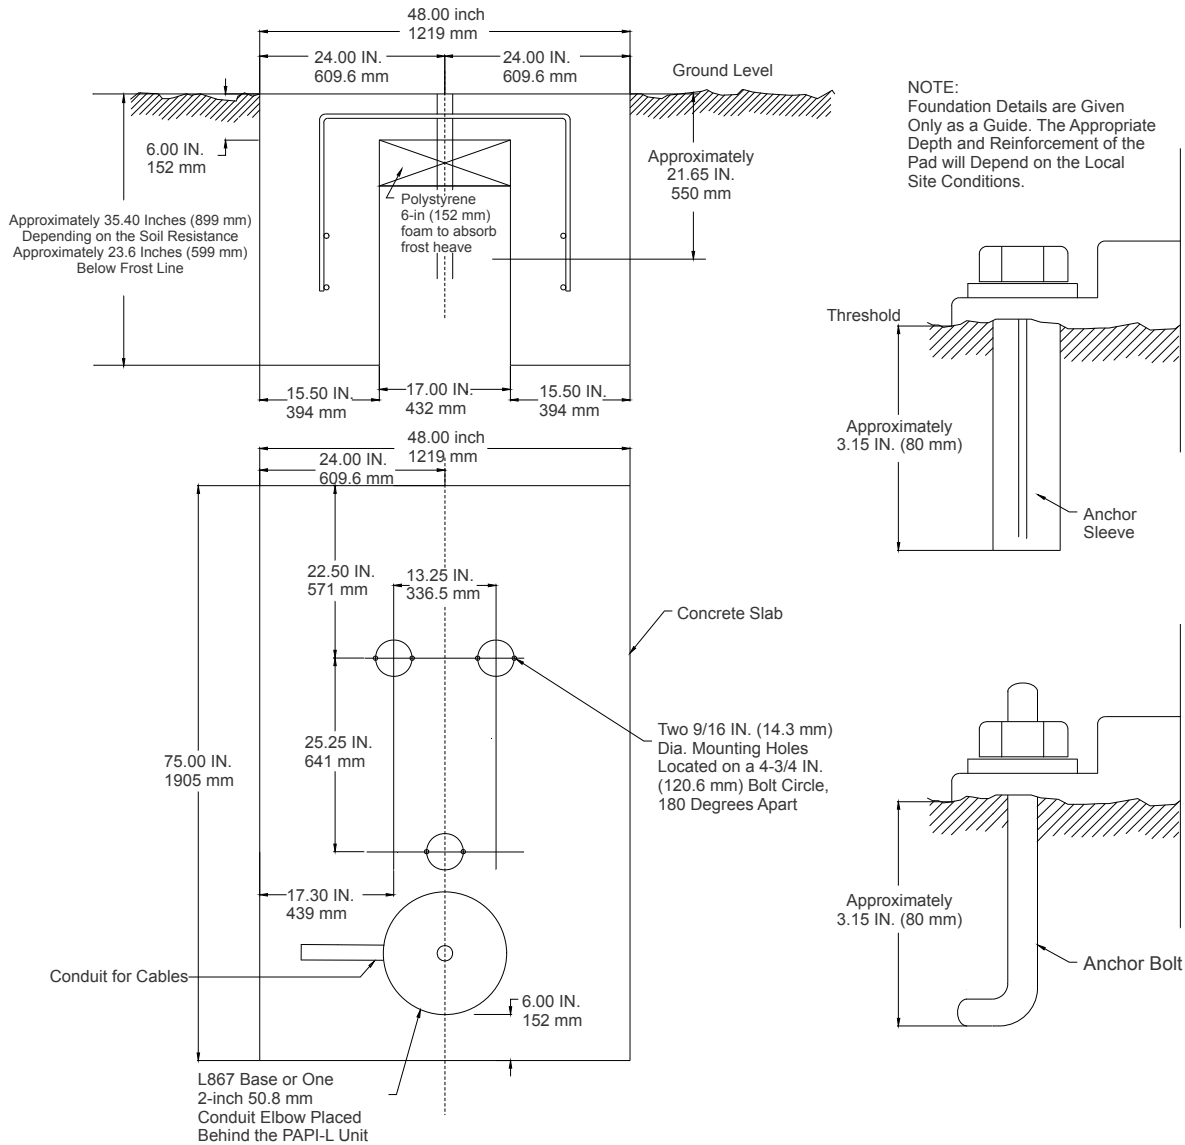 48.00 inch
1219 mm
24.00 IN.
609.6 mm
24.00 IN.
609.6 mm
Ground Level
6.00 IN.
152 mm
Approximately
21.65 IN.
550 mm
Polystyrene
6-in (152 mm)
foam to absorb
frost heave
Approximately 35.40 Inches (899 mm)
Depending on the Soil Resistance
Approximately 23.6 Inches (599 mm)
Below Frost Line
15.50 IN.
394 mm
17.00 IN.
432 mm
15.50 IN.
394 mm
NOTE:
Foundation Details are Given
Only as a Guide. The Appropriate
Depth and Reinforcement of the
Pad will Depend on the Local
Site Conditions.
Threshold
Approximately
3.15 IN. (80 mm)
Anchor
Sleeve
48.00 inch
1219 mm
24.00 IN.
609.6 mm
22.50 IN.
571 mm
13.25 IN.
336.5 mm
Concrete Slab
25.25 IN.
641 mm
75.00 IN.
1905 mm
Two 9/16 IN. (14.3 mm)
Dia. Mounting Holes
Located on a 4-3/4 IN.
(120.6 mm) Bolt Circle,
180 Degrees Apart
17.30 IN.
439 mm
Conduit for Cables
6.00 IN.
152 mm
L867 Base or One
2-inch 50.8 mm
Conduit Elbow Placed
Behind the PAPI-L Unit
Approximately
3.15 IN. (80 mm)
Anchor Bolt